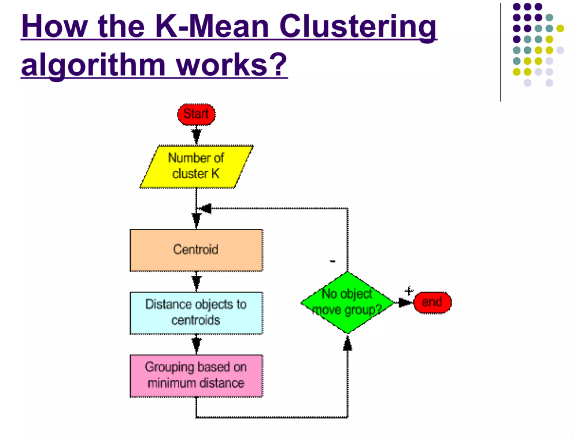 How the K-Mean Clustering
algorithm works?
Start
Number of
cluster K
Centroid
Distance objects to
centroids
Grouping based on
minimum distance
-
No object
move group?
+
end